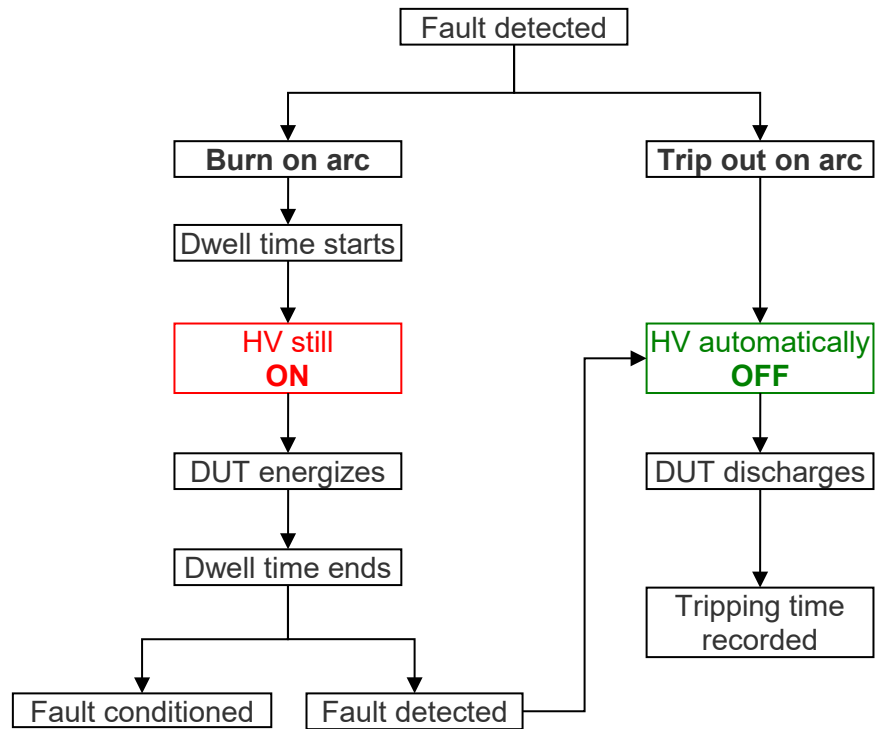 Fault detected
Burn on arc
Trip out on arc
Dwell time starts
HV still
ON
HV automatically
OFF
DUT energizes
DUT discharges
Dwell time ends
Tripping time
recorded
Fault conditioned
Fault detected